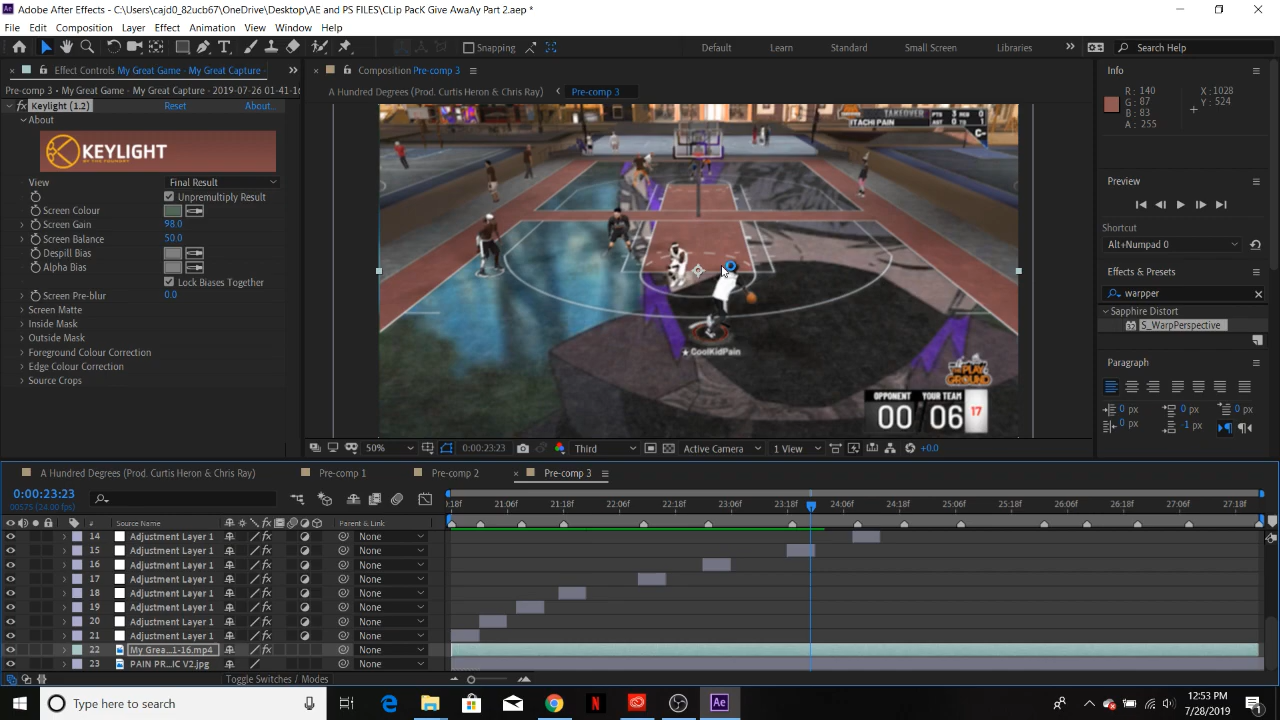 Adobe After Effects - C:\Users\cajd0_82ucb67\OneDrive\Desktop\AE and PS FILES\CLip PacK Give AwaAy Part 2.aep *
File Edit Composition Layer Effect Animation View Window Help
Snapping Default Learn Standard Small Screen Libraries Search Help
Effect Controls My Great Game - My Great Capture
Pre-comp 3 • My Great Game - My Great Capture - 2019-07-26 01-41-1
Keylight (1.2) Reset About...
About
KEYLIGHT
View Final Result
Unpremultiply Result
Screen Colour
Screen Gain 98.0
Screen Balance 50.0
Despill Bias
Alpha Bias
Lock Biases Together
Screen Pre-blur 0.0
Screen Matte
Inside Mask
Outside Mask
Foreground Colour Correction
Edge Colour Correction
Source Crops
Composition Pre-comp 3
A Hundred Degrees (Prod. Curtis Heron & Chris Ray) Pre-comp 3
TAKEOVER
CoolKidPain
PLAY
GROUND
OPPONENT YOUR TEAM
00 06 17
50% 0:00:23:23 Third Active Camera 1 View +0.0
Info
R: 140 X: 1028
G: 87 Y: 524
B: 83
A: 255
Preview
Shortcut
Alt+Numpad 0
Effects & Presets
warpper
Sapphire Distort
S_WarpPerspective
Paragraph
0 px 0 px 0 px
0 px -1 px
A Hundred Degrees (Prod. Curtis Heron & Chris Ray) Pre-comp 1 Pre-comp 2 Pre-comp 3
0:00:23:23
00575 (24.00 fps)
:18f 21:06f 21:18f 22:06f 22:18f 23:06f 23:18f 24:06f 24:18f 25:06f 25:18f 26:06f 26:18f 27:06f 27:18f
# Source Name Parent & Link
14 Adjustment Layer 1 None
15 Adjustment Layer 1 None
16 Adjustment Layer 1 None
17 Adjustment Layer 1 None
18 Adjustment Layer 1 None
19 Adjustment Layer 1 None
20 Adjustment Layer 1 None
21 Adjustment Layer 1 None
22 My Grea...1-16.mp4 None
23 PAIN PR...IC V2.jpg None
Toggle Switches / Modes
Type here to search
12:53 PM
7/28/2019